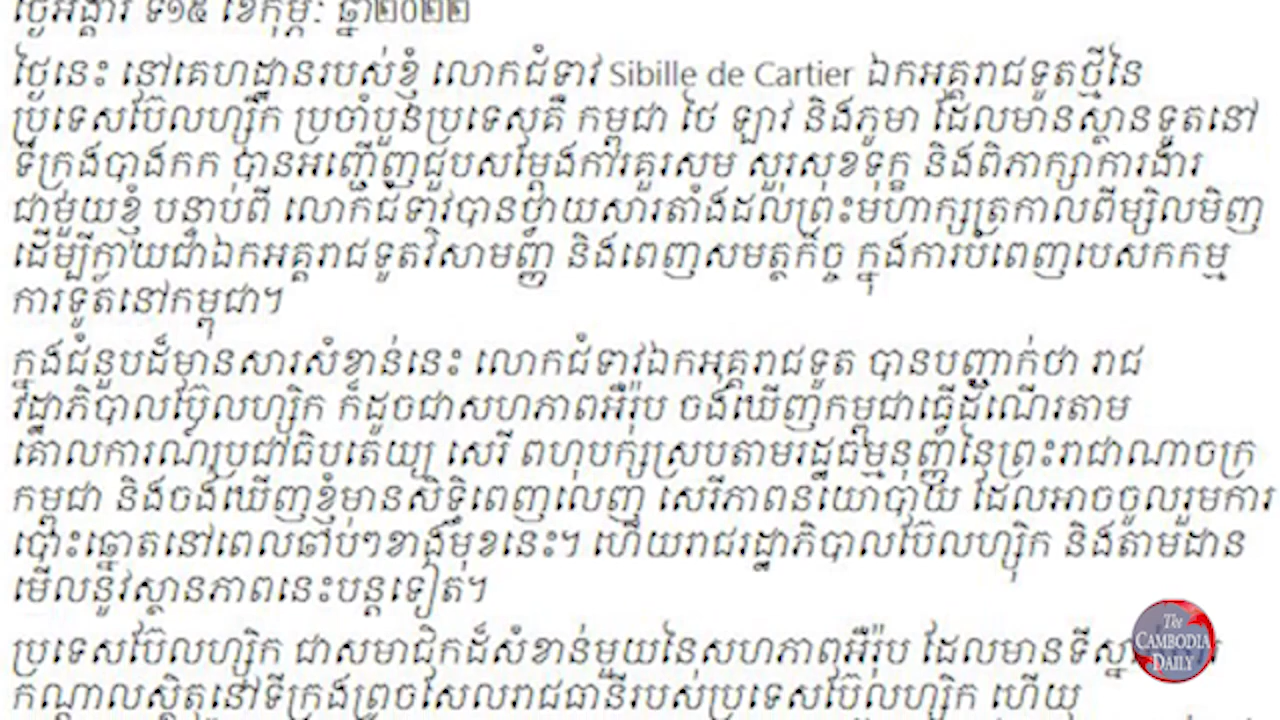 ថ្ងៃអង្គារ ទី១៥ ខែកុម្ភៈ ឆ្នាំ២០២២
ថ្ងៃនេះ នៅគេហដ្ឋានរបស់ខ្ញុំ លោកជំទាវ Sibille de Cartier ឯកអគ្គរាជទូតថ្មីនៃ
ប្រទេសប៊ែលហ្ស៊ិក ប្រចាំបួនប្រទេសគឺ កម្ពុជា ថៃ ឡាវ និងភូមា ដែលមានស្ថានទូតនៅ
ទីក្រុងបាងកក បានអញ្ជើញជួបសម្តែងការគួរសម សួរសុខទុក្ខ និងពិភាក្សាការងារ
ជាមួយខ្ញុំ បន្ទាប់ពី លោកជំទាវបានថ្វាយសារតាំងដល់ព្រះមហាក្សត្រកាលពីម្សិលមិញ
ដើម្បីក្លាយជាឯកអគ្គរាជទូតវិសាមញ្ញ និងពេញសមត្ថកិច្ច ក្នុងការបំពេញបេសកកម្ម
ការទូតនៅកម្ពុជា។
ក្នុងជំនួបដ៏មានសារសំខាន់នេះ លោកជំទាវឯកអគ្គរាជទូត បានបញ្ជាក់ថា រាជ
រដ្ឋាភិបាលប៊ែលហ្ស៊ិក ក៏ដូចជាសហភាពអឺរ៉ុប ចង់ឃើញកម្ពុជាធ្វើដំណើរតាម
គោលការណ៍ប្រជាធិបតេយ្យ សេរី ពហុបក្សស្របតាមរដ្ឋធម្មនុញ្ញនៃព្រះរាជាណាចក្រ
កម្ពុជា និងចង់ឃើញខ្ញុំមានសិទ្ធិពេញលេញ សេរីភាពនយោបាយ ដែលអាចចូលរួមការ
បោះឆ្នោតនៅពេលឆាប់ៗខាងមុខនេះ។ ហើយរាជរដ្ឋាភិបាលប៊ែលហ្ស៊ិក និងតាមដាន
មើលនូវស្ថានភាពនេះបន្តទៀត។
ប្រទេសប៊ែលហ្ស៊ិក ជាសមាជិកដ៏សំខាន់មួយនៃសហភាពអឺរ៉ុប ដែលមានទី
កណ្តាលស្ថិតនៅទីក្រុងព្រុចសែលរាជធានីរបស់ប្រទេសប៊ែលហ្ស៊ិក ហើយ
The
CAMBODIA
DAILY